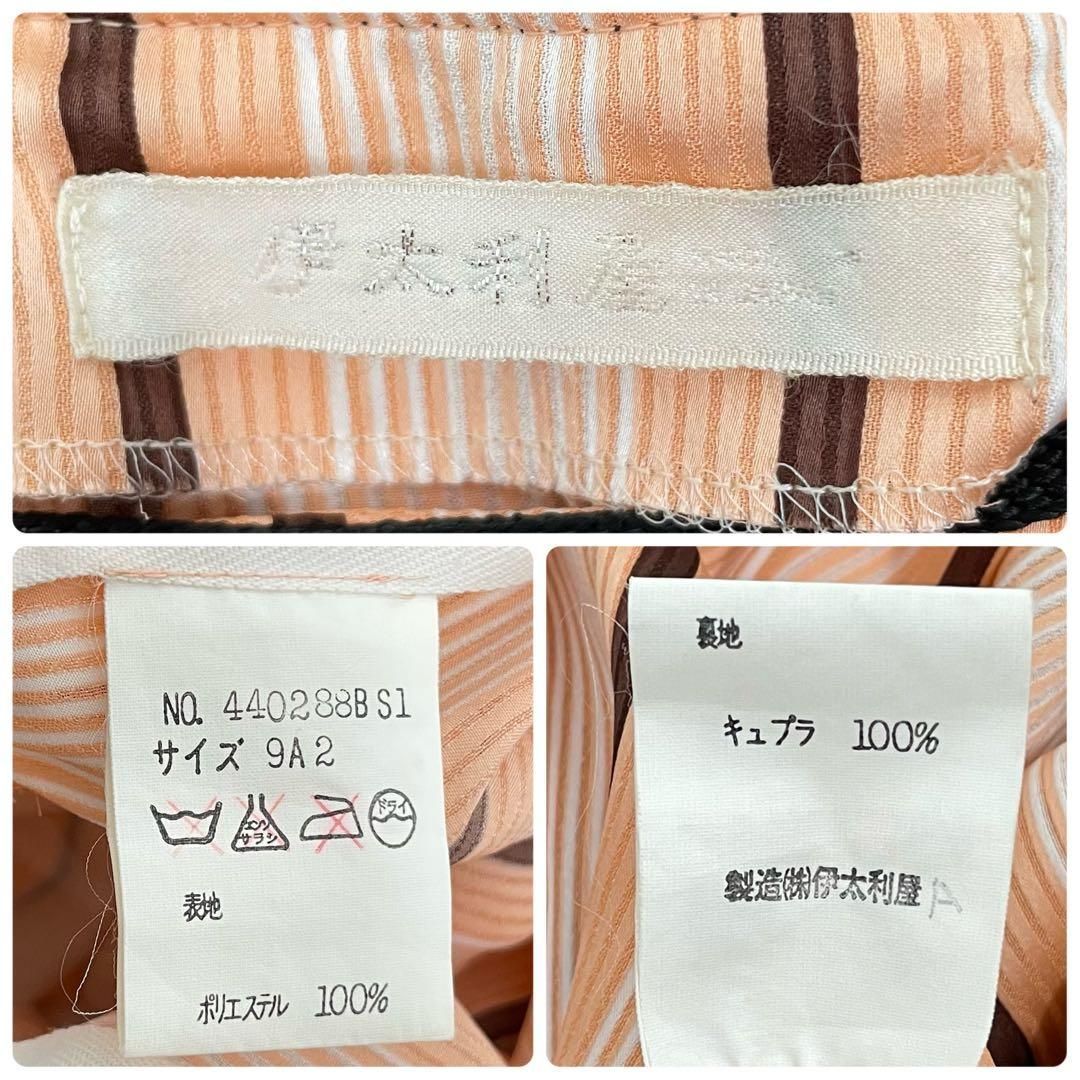 伊太利屋
NO. 440288BS1
サイズ 9A2
エンソ
サラシ
ドライ
表地
ポリエステル 100%
裏地
キュプラ 100%
製造㈱伊太利屋 A